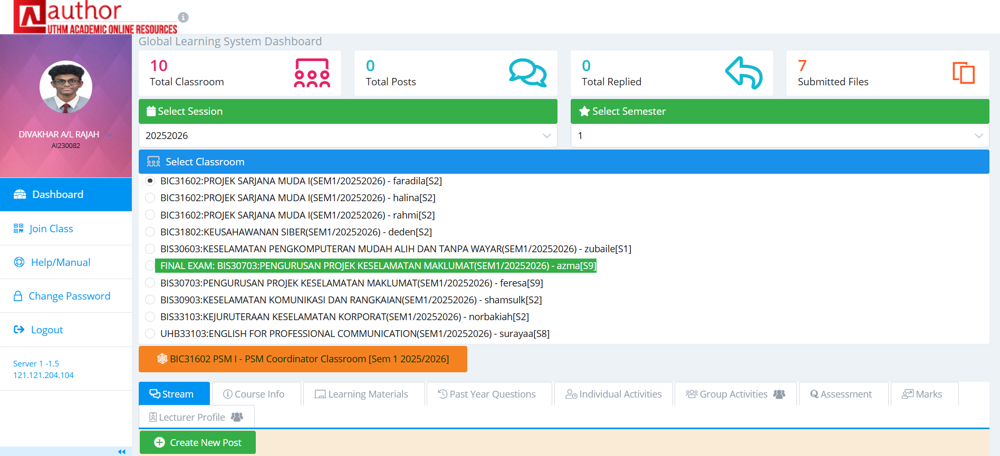 author
UTHM ACADEMIC ONLINE RESOURCES
DIVAKHAR A/L RAJAH
AI230082
Dashboard
Join Class
Help/Manual
Change Password
Logout
Server 1 -1.5
121.121.204.104
Global Learning System Dashboard
10
Total Classroom
0
Total Posts
0
Total Replied
7
Submitted Files
Select Session
20252026
Select Semester
1
Select Classroom
BIC31602:PROJEK SARJANA MUDA I(SEM1/20252026) - faradila[S2]
BIC31602:PROJEK SARJANA MUDA I(SEM1/20252026) - halina[S2]
BIC31602:PROJEK SARJANA MUDA I(SEM1/20252026) - rahmi[S2]
BIC31802:KEUSAHAWANAN SIBER(SEM1/20252026) - deden[S2]
BIS30603:KESELAMATAN PENGKOMPUTERAN MUDAH ALIH DAN TANPA WAYAR(SEM1/20252026) - zubaile[S1]
FINAL EXAM: BIS30703:PENGURUSAN PROJEK KESELAMATAN MAKLUMAT(SEM1/20252026) - azma[S9]
BIS30703:PENGURUSAN PROJEK KESELAMATAN MAKLUMAT(SEM1/20252026) - feresa[S9]
BIS30903:KESELAMATAN KOMUNIKASI DAN RANGKAIAN(SEM1/20252026) - shamsulk[S2]
BIS33103:KEJURUTERAAN KESELAMATAN KORPORAT(SEM1/20252026) - norbakiah[S2]
UHB33103:ENGLISH FOR PROFESSIONAL COMMUNICATION(SEM1/20252026) - surayaa[S8]
BIC31602 PSM I - PSM Coordinator Classroom [Sem 1 2025/2026]
Stream
Course Info
Learning Materials
Past Year Questions
Individual Activities
Group Activities
Assessment
Marks
Lecturer Profile
Create New Post